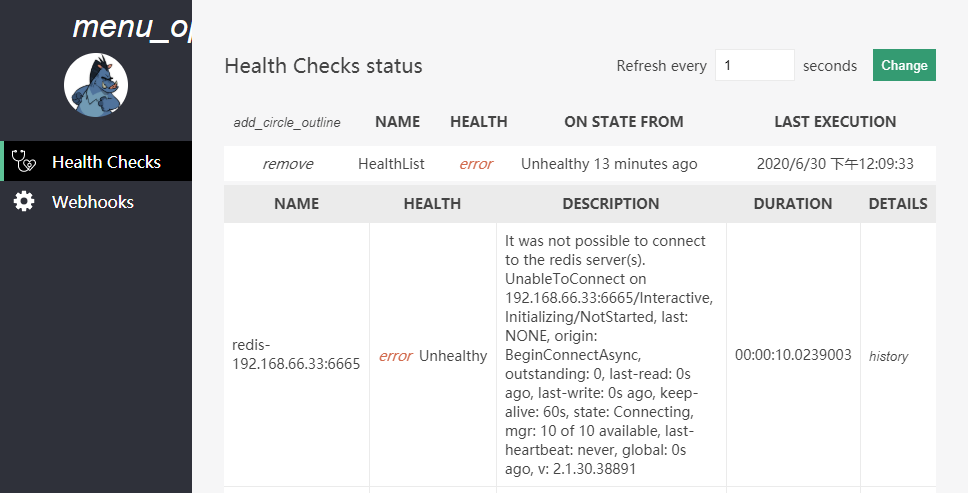 menu_op
Health Checks status
Refresh every 1 seconds Change
Health Checks
Webhooks
add_circle_outline NAME HEALTH ON STATE FROM LAST EXECUTION
remove HealthList error Unhealthy 13 minutes ago 2020/6/30 下午12:09:33
NAME HEALTH DESCRIPTION DURATION DETAILS
redis-
192.168.66.33:6665
error Unhealthy
It was not possible to connect
to the redis server(s).
UnableToConnect on
192.168.66.33:6665/Interactive,
Initializing/NotStarted, last:
NONE, origin:
BeginConnectAsync,
outstanding: 0, last-read: 0s
ago, last-write: 0s ago, keep-
alive: 60s, state: Connecting,
mgr: 10 of 10 available, last-
heartbeat: never, global: 0s
ago, v: 2.1.30.38891
00:00:10.0239003
history